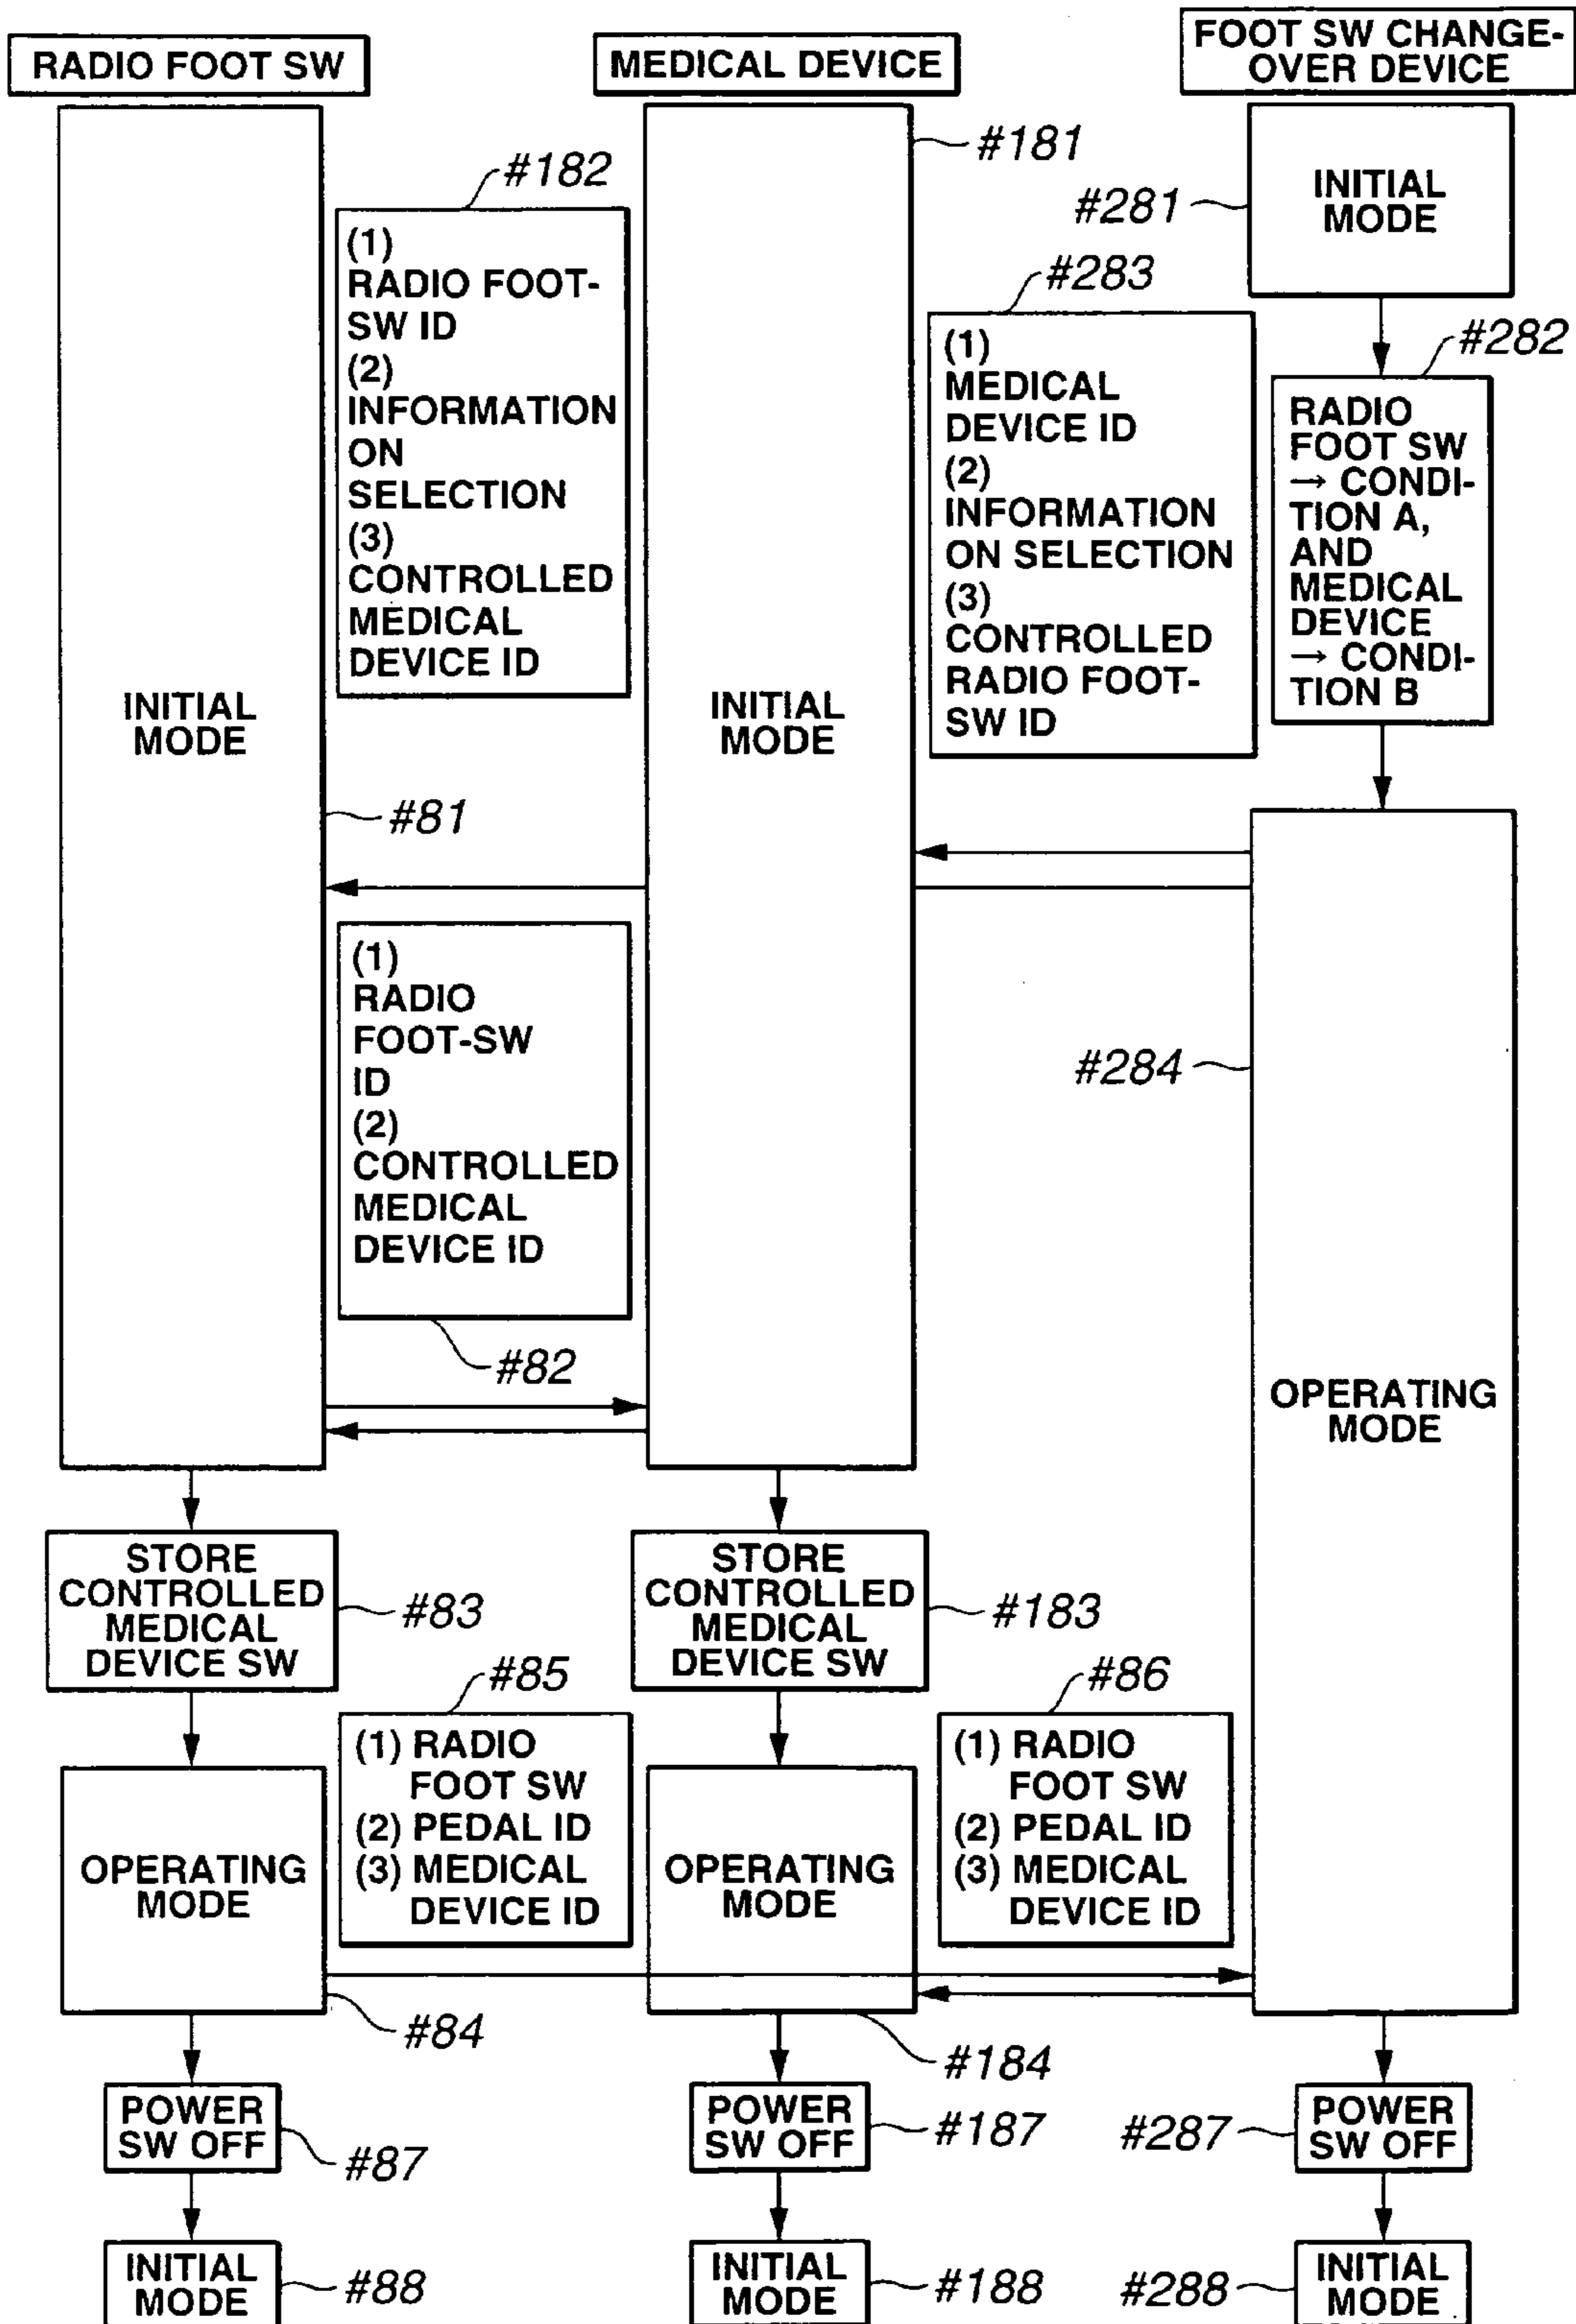 RADIO FOOT SW
MEDICAL DEVICE
FOOT SW CHANGE-
OVER DEVICE
#181
#182
#281
INITIAL
MODE
#283
#282
(1)
RADIO FOOT-
SW ID
(2)
INFORMATION
ON
SELECTION
(3)
CONTROLLED
MEDICAL
DEVICE ID
(1)
MEDICAL
DEVICE ID
(2)
INFORMATION
ON SELECTION
(3)
CONTROLLED
RADIO FOOT-
SW ID
RADIO
FOOT SW
→ CONDI-
TION A,
AND
MEDICAL
DEVICE
→ CONDI-
TION B
INITIAL
MODE
INITIAL
MODE
#81
(1)
RADIO
FOOT-SW
ID
(2)
CONTROLLED
MEDICAL
DEVICE ID
#284
#82
OPERATING
MODE
STORE
CONTROLLED
MEDICAL
DEVICE SW
#83
STORE
CONTROLLED
MEDICAL
DEVICE SW
#183
#85
#86
(1) RADIO
FOOT SW
(2) PEDAL ID
(3) MEDICAL
DEVICE ID
(1) RADIO
FOOT SW
(2) PEDAL ID
(3) MEDICAL
DEVICE ID
OPERATING
MODE
OPERATING
MODE
#84
#184
POWER
SW OFF
#87
POWER
SW OFF
#187
#287
POWER
SW OFF
INITIAL
MODE
#88
INITIAL
MODE
#188
#288
INITIAL
MODE